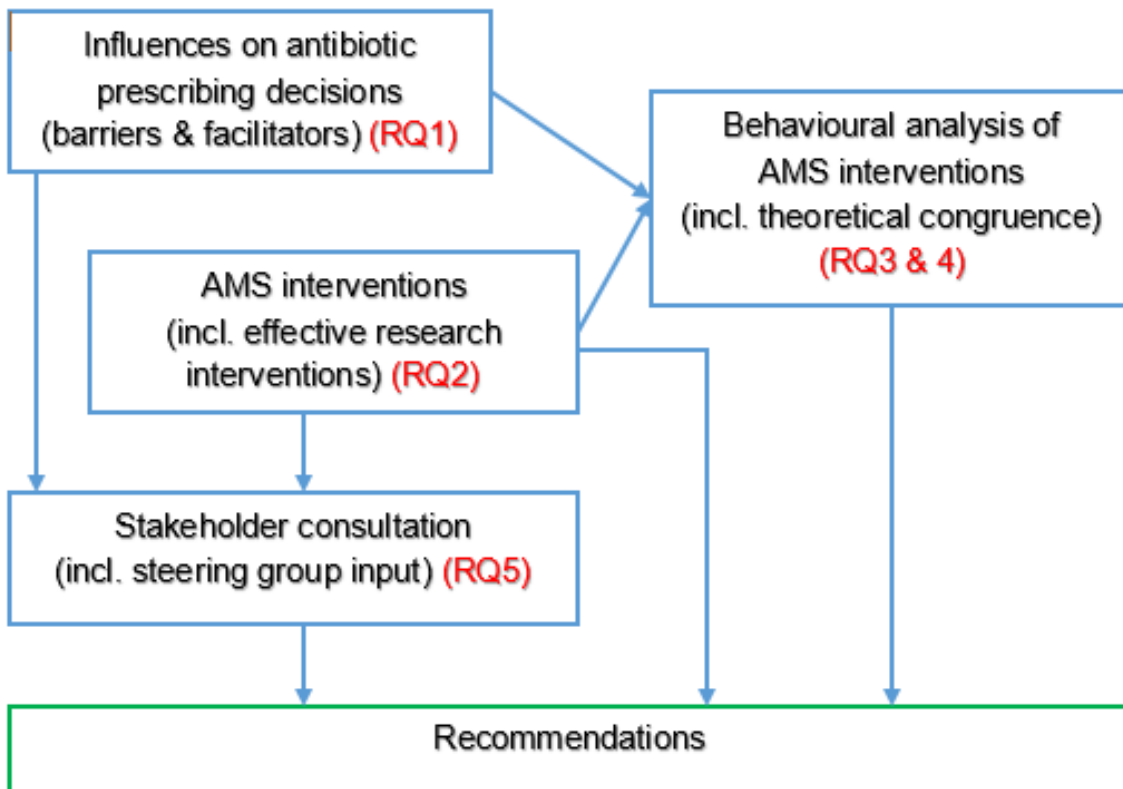 Influences on antibiotic
prescribing decisions
(barriers & facilitators) (RQ1)
Behavioural analysis of
AMS interventions
(incl. theoretical congruence)
(RQ3 & 4)
AMS interventions
(incl. effective research
interventions) (RQ2)
Stakeholder consultation
(incl. steering group input) (RQ5)
Recommendations